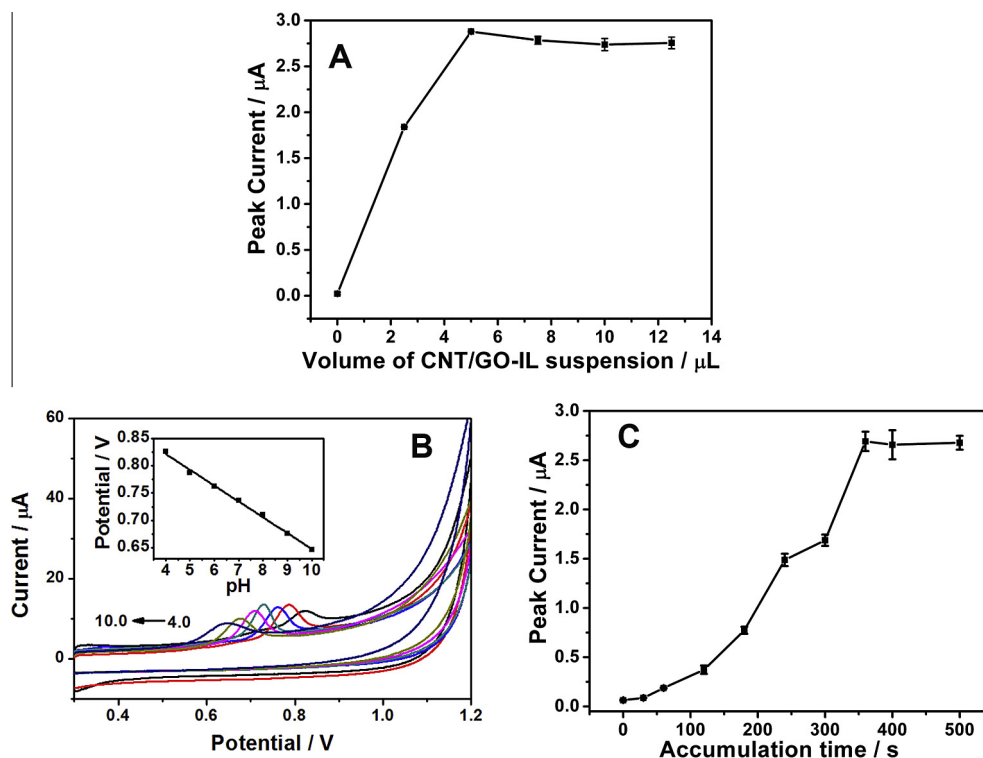 A
3.0
2.5
2.0
1.5
1.0
0.5
0.0
Peak Current / μA
0 2 4 6 8 10 12 14
Volume of CNT/GO-IL suspension / μL
B
60
40
20
0
Current / μA
0.85
0.80
0.75
0.70
0.65
Potential / V
4 5 6 7 8 9 10
pH
10.0 4.0
0.4 0.6 0.8 1.0 1.2
Potential / V
C
3.0
2.5
2.0
1.5
1.0
0.5
0.0
Peak Current / μA
0 100 200 300 400 500
Accumulation time / s